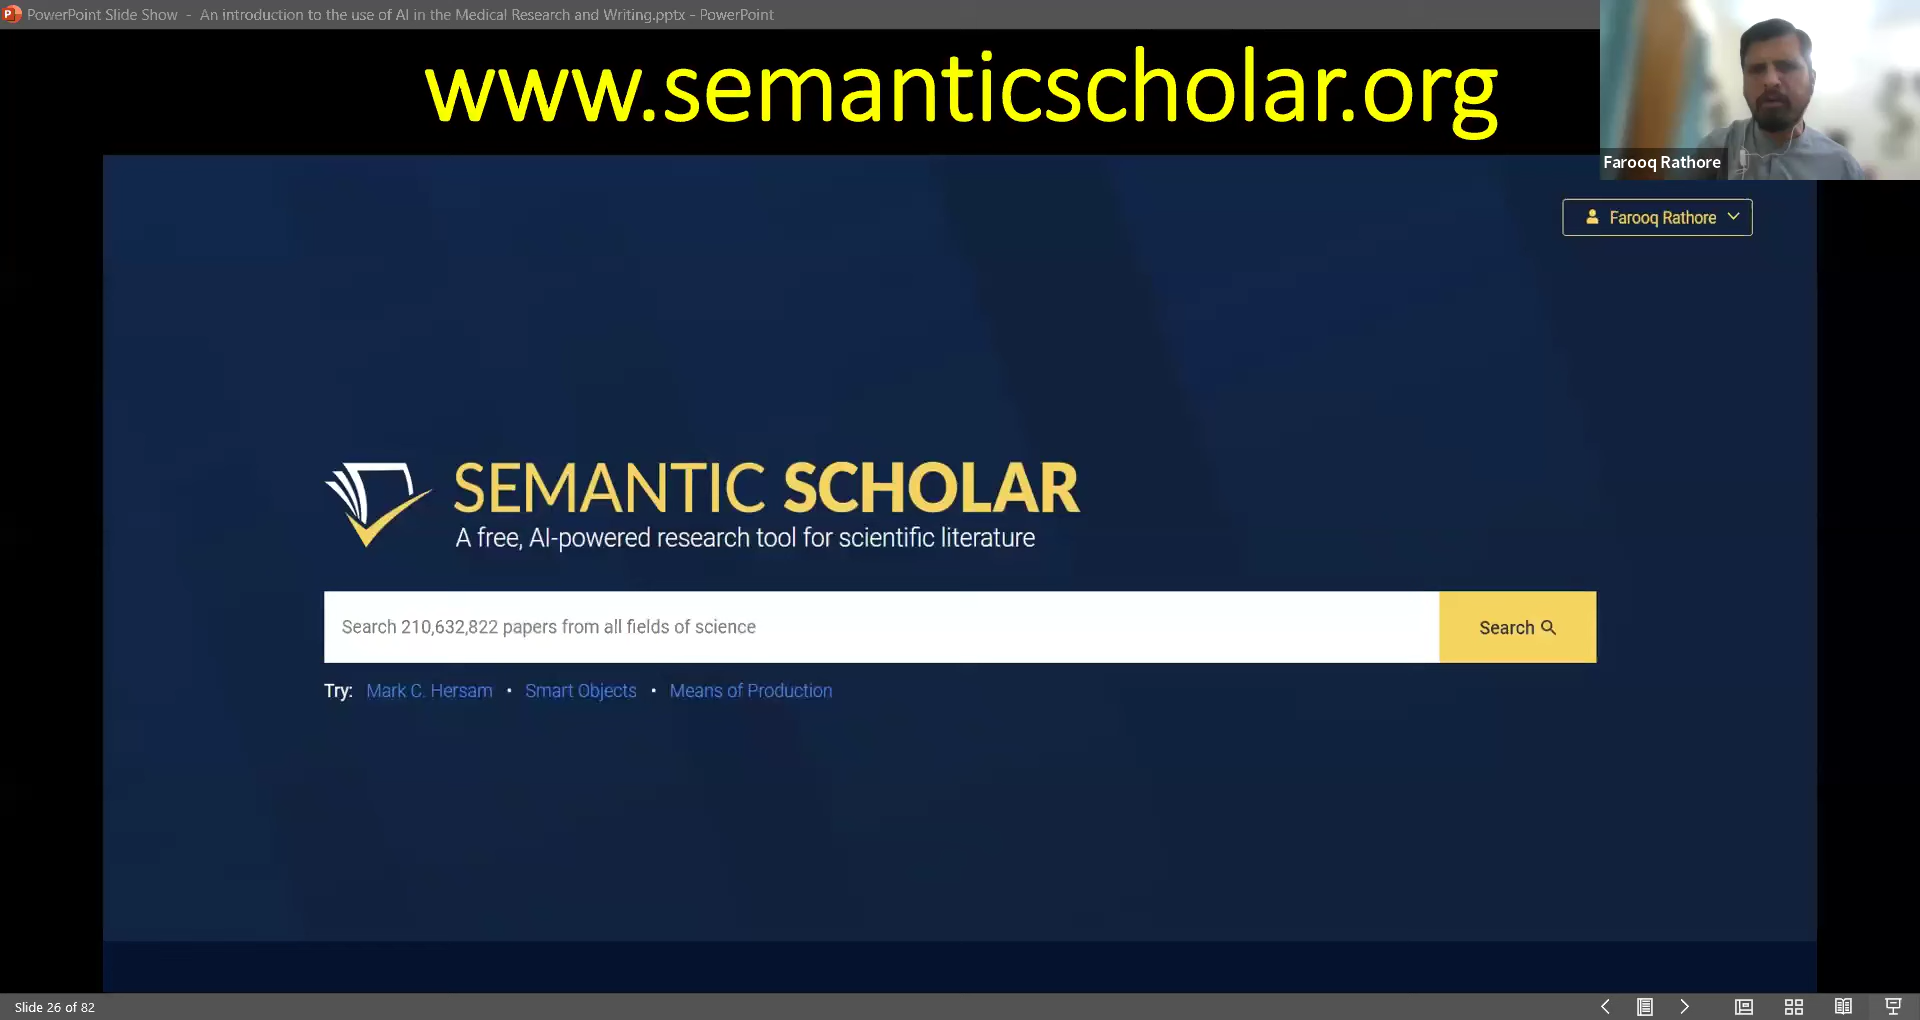 PowerPoint Slide Show - An introduction to the use of AI in the Medical Research and Writing.pptx - PowerPoint
www.semanticscholar.org
Farooq Rathore
Farooq Rathore
SEMANTIC SCHOLAR
A free, AI-powered research tool for scientific literature
Search 210,632,822 papers from all fields of science
Search
Try: Mark C. Hersam • Smart Objects • Means of Production
Slide 26 of 82